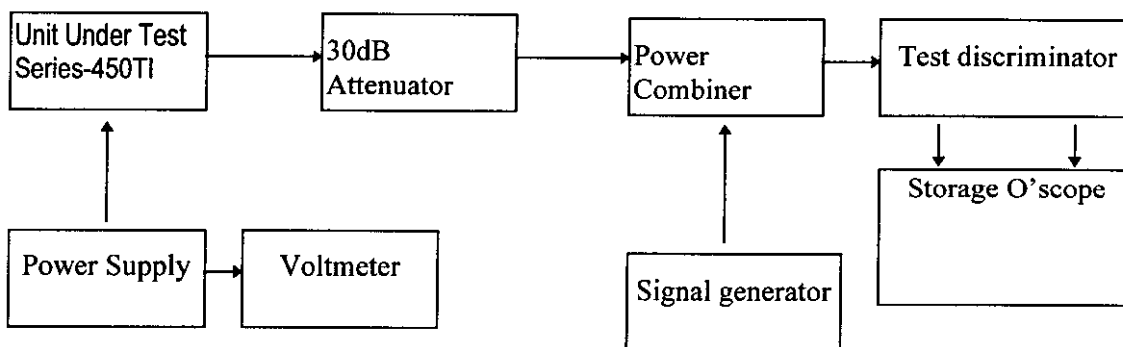 Unit Under Test
Series-450TI
30dB
Attenuator
Power
Combiner
Test discriminator
Storage O'scope
Power Supply
Voltmeter
Signal generator